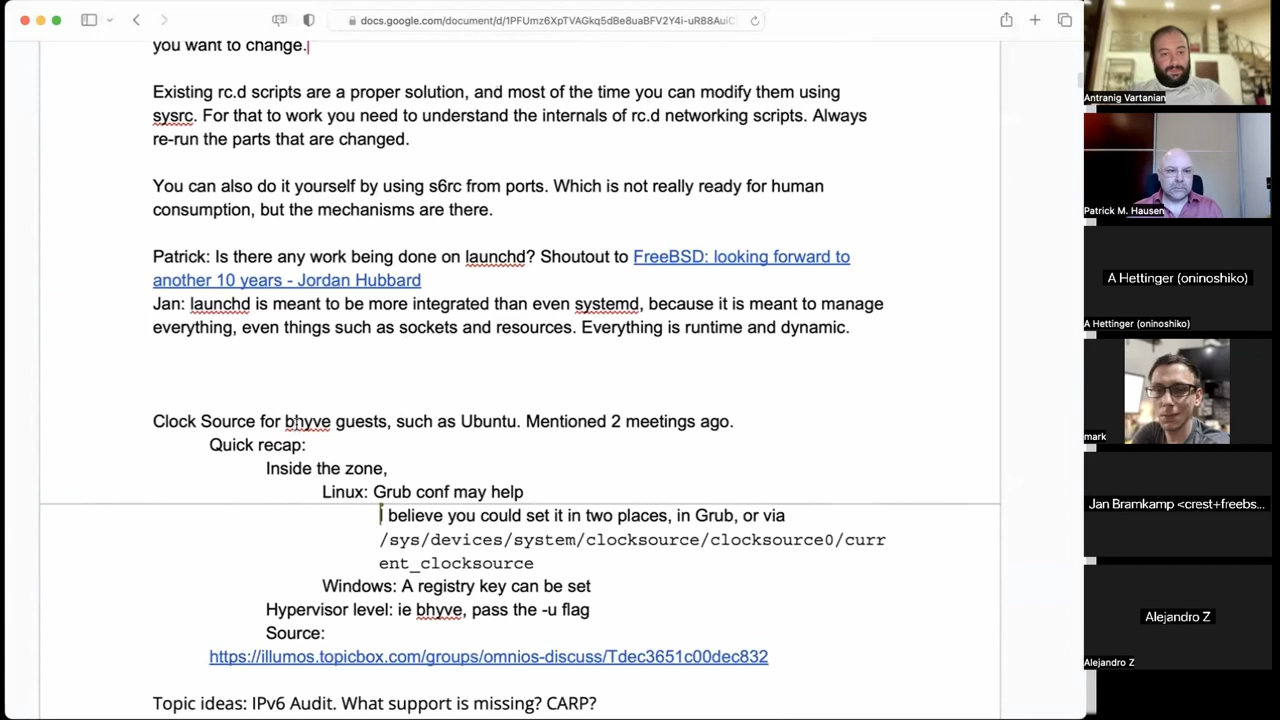 docs.google.com/document/d/1PFUmz6XpTVAGkq5dBe8uaBFV2Y4i-uR88AuiC
you want to change.
Existing rc.d scripts are a proper solution, and most of the time you can modify them using
sysrc. For that to work you need to understand the internals of rc.d networking scripts. Always
re-run the parts that are changed.
You can also do it yourself by using s6rc from ports. Which is not really ready for human
consumption, but the mechanisms are there.
Patrick: Is there any work being done on launchd? Shoutout to FreeBSD: looking forward to
another 10 years - Jordan Hubbard
Jan: launchd is meant to be more integrated than even systemd, because it is meant to manage
everything, even things such as sockets and resources. Everything is runtime and dynamic.
Clock Source for bhyve guests, such as Ubuntu. Mentioned 2 meetings ago.
Quick recap:
Inside the zone,
Linux: Grub conf may help
I believe you could set it in two places, in Grub, or via
/sys/devices/system/clocksource/clocksource0/curr
ent_clocksource
Windows: A registry key can be set
Hypervisor level: ie bhyve, pass the -u flag
Source:
https://illumos.topicbox.com/groups/omnios-discuss/Tdec3651c00dec832
Topic ideas: IPv6 Audit. What support is missing? CARP?
Antranig Vartanian
Patrick M. Hausen
A Hettinger (oninoshiko)
A Hettinger (oninoshiko)
mark
Jan Bramkamp <crest+freebs...
Alejandro Z
Alejandro Z